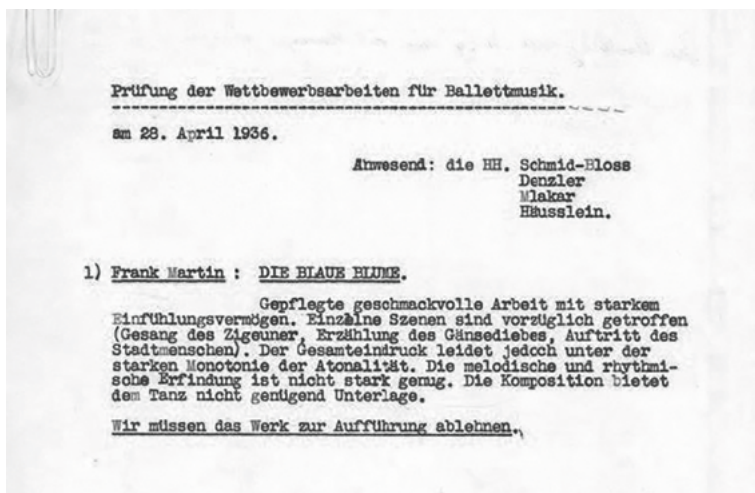 Prüfung der Wettbewerbsarbeiten für Ballettmusik.
am 28. April 1936.
Anwesend: die HH. Schmid-Bloss
Denzler
Mlakar
Häusslein.
1) Frank Martin : DIE BLAUE BLUME.
Gepflegte geschmackvolle Arbeit mit starkem
Einfühlungsvermögen. Einzelne Szenen sind vorzüglich getroffen
(Gesang des Zigeuner, Erzählung des Gänsediebes, Auftritt des
Stadtmenschen). Der Gesamteindruck leidet jedoch unter der
starken Monotonie der Atonalität. Die melodische und rhythmi-
sche Erfindung ist nicht stark genug. Die Komposition bietet
dem Tanz nicht genügend Unterlage.
Wir müssen das Werk zur Aufführung ablehnen.